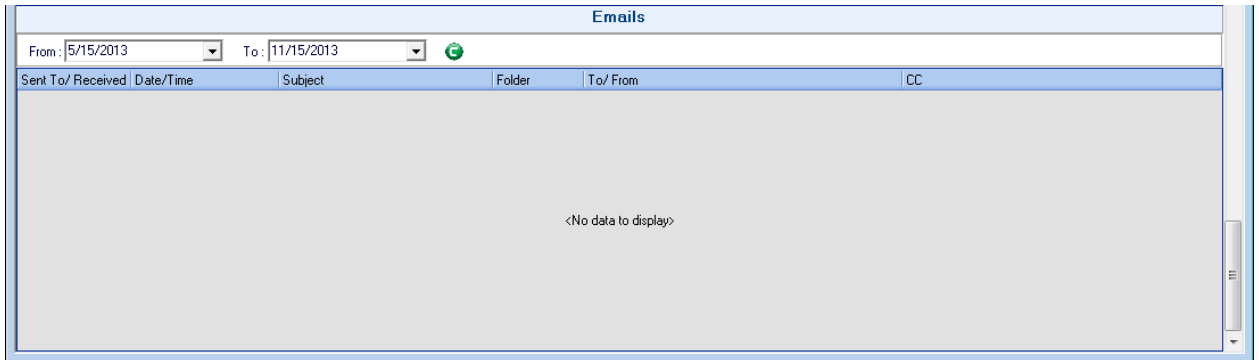 Emails
From : 5/15/2013 To : 11/15/2013
Sent To/ Received Date/Time Subject Folder To/ From CC
<No data to display>